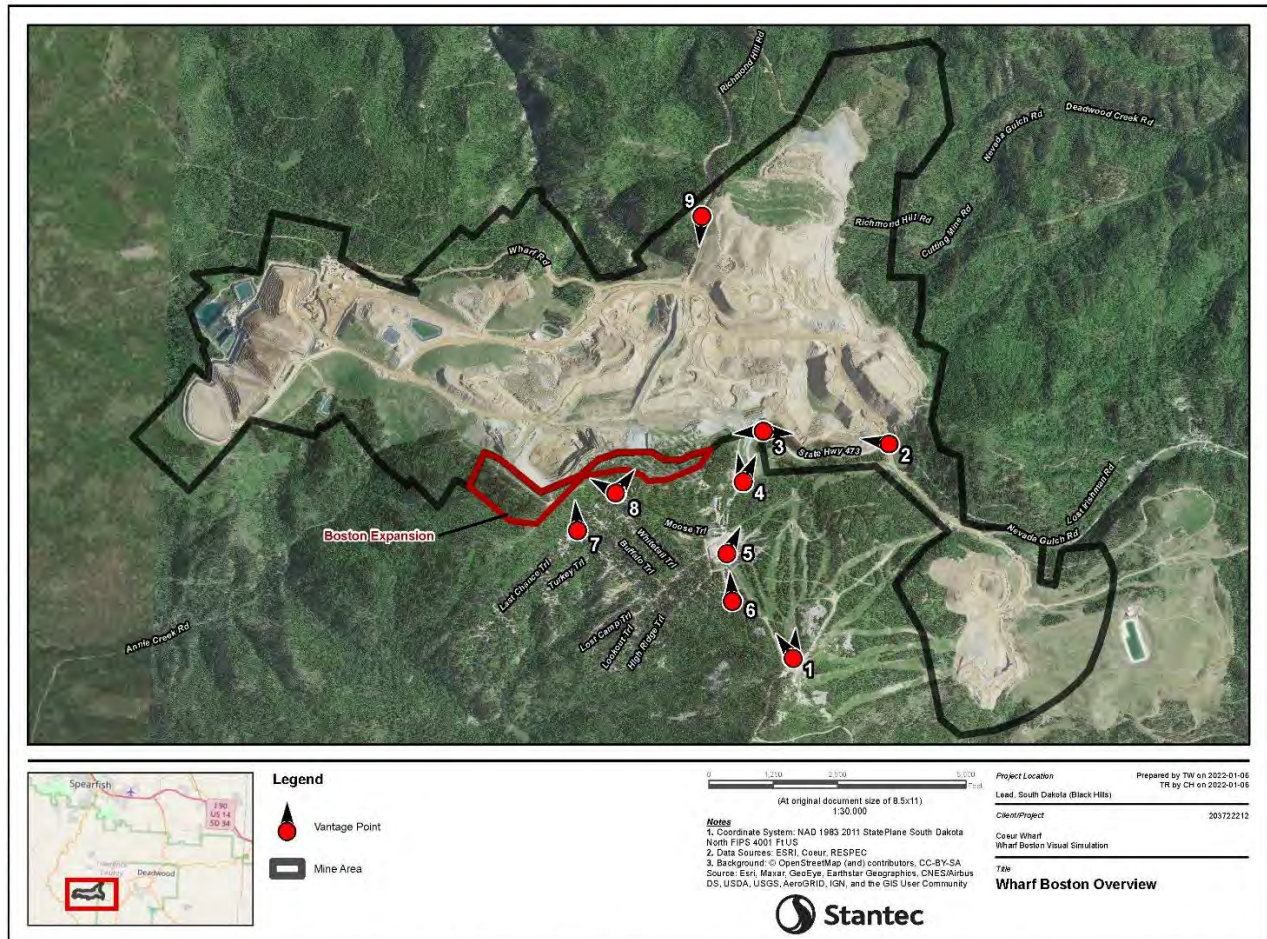 Richmond Hill Rd
Deadwood Creek Rd
Nevada Gulch Rd
9
Richmond Hill Rd
Cutting Mine Rd
Wharf Rd
3
State Hwy 473
2
4
Lost Irishman Rd
8
Boston Expansion
Moose Trl
Nevada Gulch Rd
7
Whitetail Trl
5
Buffalo Trl
Last Chance Trl
Turkey Trl
6
Lost Camp Trl
Lookout Trl
High Ridge Trl
Annie Creek Rd
1
Spearfish
I 90
US 14
SD 34
Lawrence
County
Deadwood
Legend
Vantage Point
Mine Area
0 1,250 2,500 5,000
Feet
(At original document size of 8.5x11)
1:30,000
Notes
1. Coordinate System: NAD 1983 2011 StatePlane South Dakota
North FIPS 4001 Ft US
2. Data Sources: ESRI, Coeur, RESPEC
3. Background: © OpenStreetMap (and) contributors, CC-BY-SA
Source: Esri, Maxar, GeoEye, Earthstar Geographics, CNES/Airbus
DS, USDA, USGS, AeroGRID, IGN, and the GIS User Community
Stantec
Project Location
Prepared by TW on 2022-01-06
TR by CH on 2022-01-06
Lead, South Dakota (Black Hills)
Client/Project 203722212
Coeur Wharf
Wharf Boston Visual Simulation
Title
Wharf Boston Overview